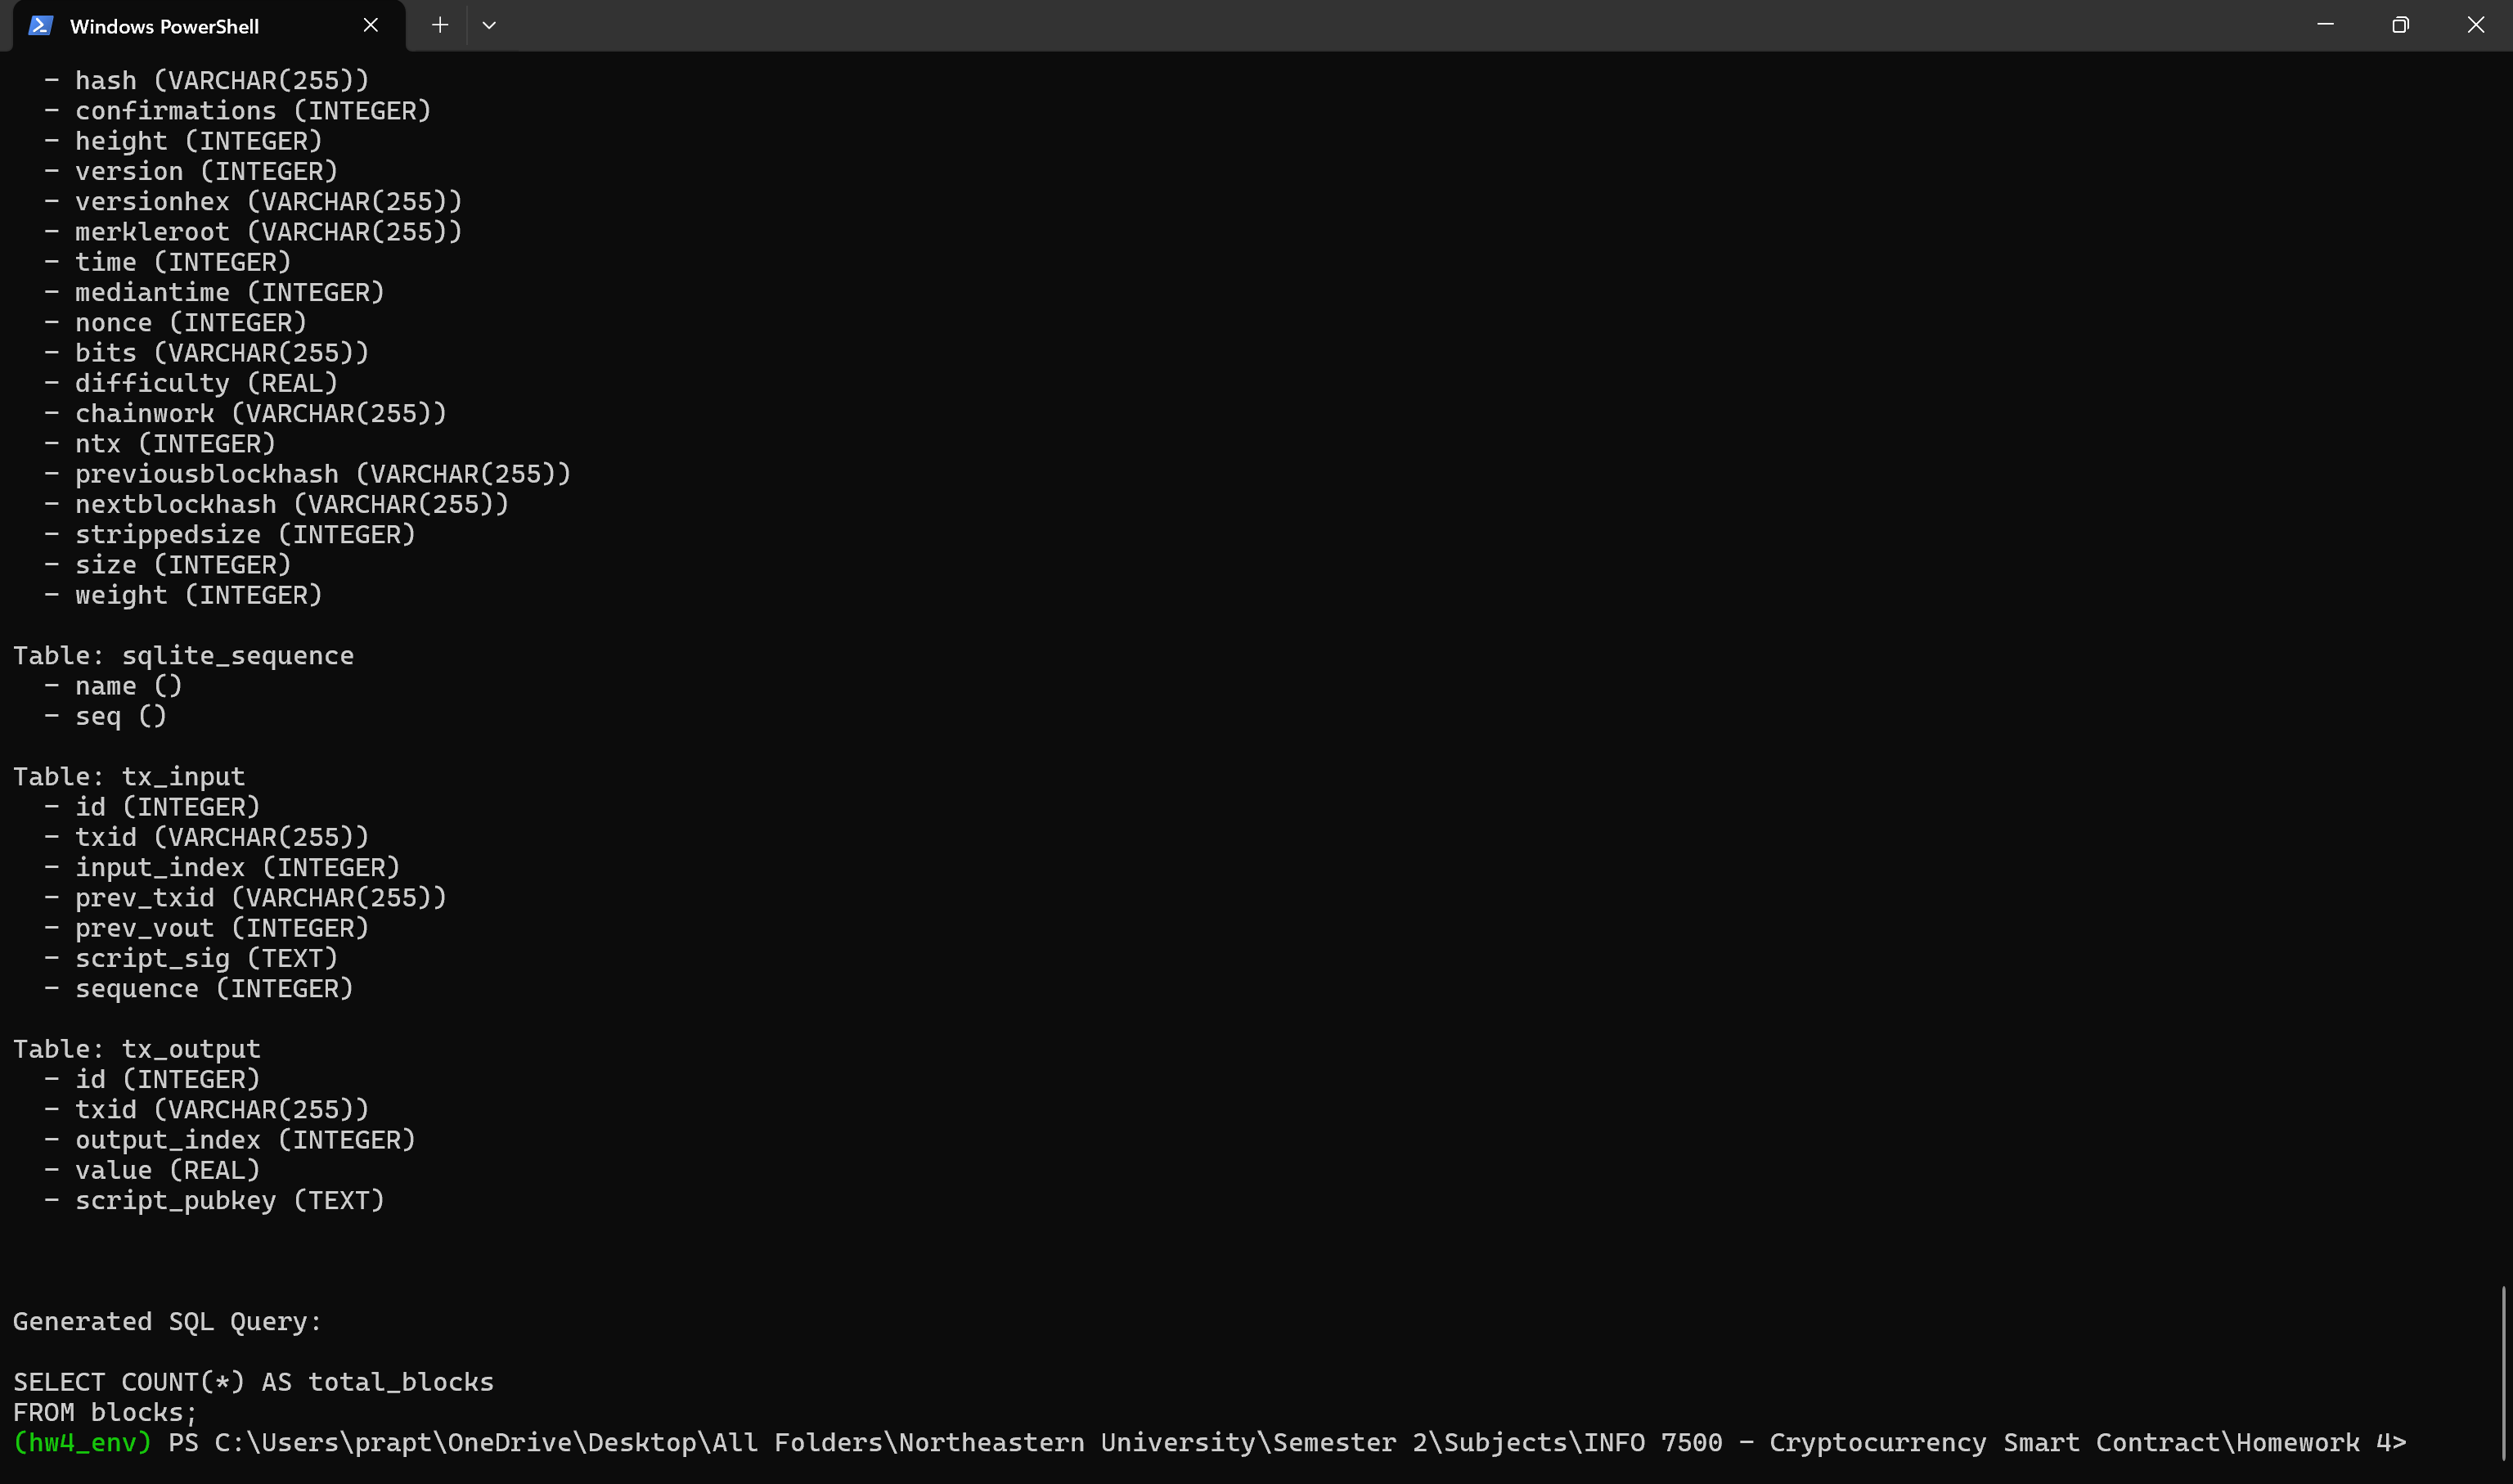 Windows PowerShell
- hash (VARCHAR(255))
- confirmations (INTEGER)
- height (INTEGER)
- version (INTEGER)
- versionhex (VARCHAR(255))
- merkleroot (VARCHAR(255))
- time (INTEGER)
- mediantime (INTEGER)
- nonce (INTEGER)
- bits (VARCHAR(255))
- difficulty (REAL)
- chainwork (VARCHAR(255))
- ntx (INTEGER)
- previousblockhash (VARCHAR(255))
- nextblockhash (VARCHAR(255))
- strippedsize (INTEGER)
- size (INTEGER)
- weight (INTEGER)
Table: sqlite_sequence
- name ()
- seq ()
Table: tx_input
- id (INTEGER)
- txid (VARCHAR(255))
- input_index (INTEGER)
- prev_txid (VARCHAR(255))
- prev_vout (INTEGER)
- script_sig (TEXT)
- sequence (INTEGER)
Table: tx_output
- id (INTEGER)
- txid (VARCHAR(255))
- output_index (INTEGER)
- value (REAL)
- script_pubkey (TEXT)
Generated SQL Query:
SELECT COUNT(*) AS total_blocks
FROM blocks;
(hw4_env) PS C:\Users\prapt\OneDrive\Desktop\All Folders\Northeastern University\Semester 2\Subjects\INFO 7500 - Cryptocurrency Smart Contract\Homework 4>